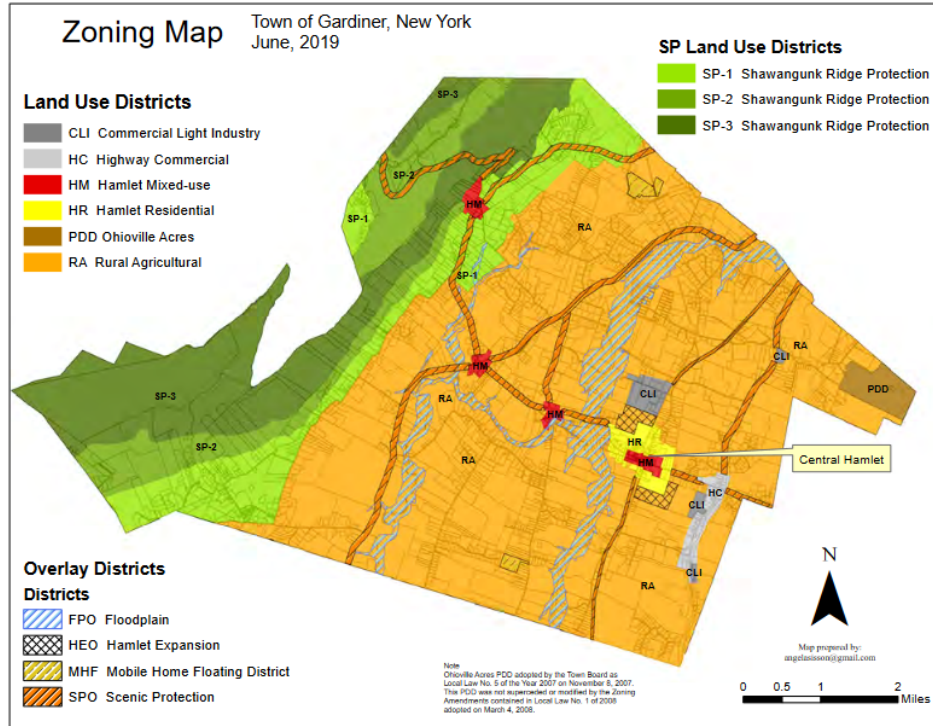 Zoning Map
Town of Gardiner, New York
June, 2019
SP Land Use Districts
SP-1 Shawangunk Ridge Protection
SP-2 Shawangunk Ridge Protection
SP-3 Shawangunk Ridge Protection
Land Use Districts
CLI Commercial Light Industry
HC Highway Commercial
HM Hamlet Mixed-use
HR Hamlet Residential
PDD Ohioville Acres
RA Rural Agricultural
SP-3
SP-2
SP-1
HM
RA
SP-1
RA
CLI
HM
PDD
SP-3
RA
CLI
HM
HR
SP-2
RA
HM
Central Hamlet
HC
CLI
CLI
RA
Overlay Districts
Districts
FPO Floodplain
HEO Hamlet Expansion
MHF Mobile Home Floating District
SPO Scenic Protection
N
Map prepared by:
angelasisson@gmail.com
Note
Ohioville Acres PDD adopted by the Town Board as
Local Law No. 5 of the Year 2007 on November 8, 2007.
This PDD was not superceded or modified by the Zoning
Amendments contained in Local Law No. 1 of 2008
adopted on March 4, 2008.
0 0.5 1 2
Miles